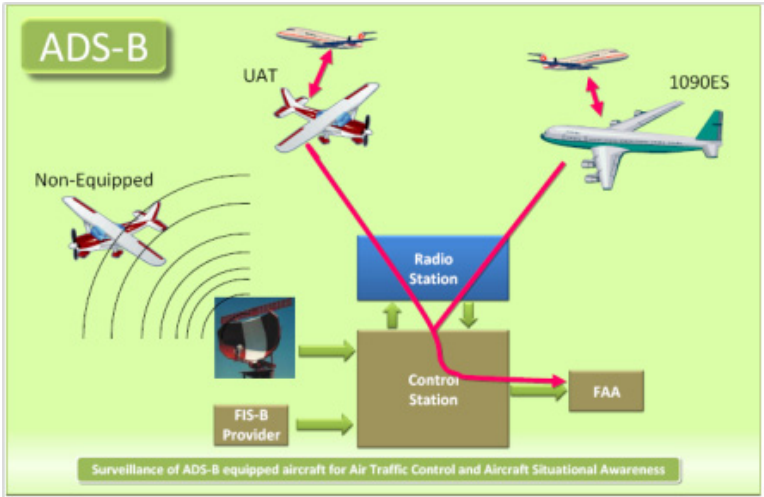 ADS-B
UAT
1090ES
Non-Equipped
Radio
Station
Control
Station
FAA
FIS-B
Provider
Surveillance of ADS-B equipped aircraft for Air Traffic Control and Aircraft Situational Awareness